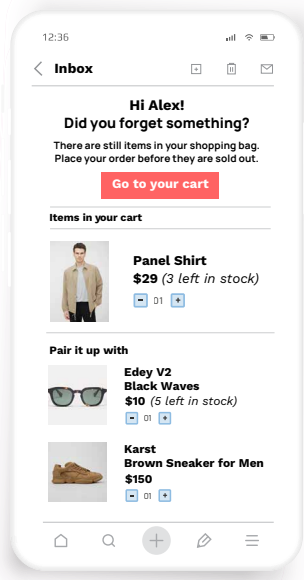 12:36
Inbox
Hi Alex!
Did you forget something?
There are still items in your shopping bag.
Place your order before they are sold out.
Go to your cart
Items in your cart
Panel Shirt
$29 (3 left in stock)
- 01 +
Pair it up with
Edey V2
Black Waves
$10 (5 left in stock)
- 01 +
Karst
Brown Sneaker for Men
$150
- 01 +